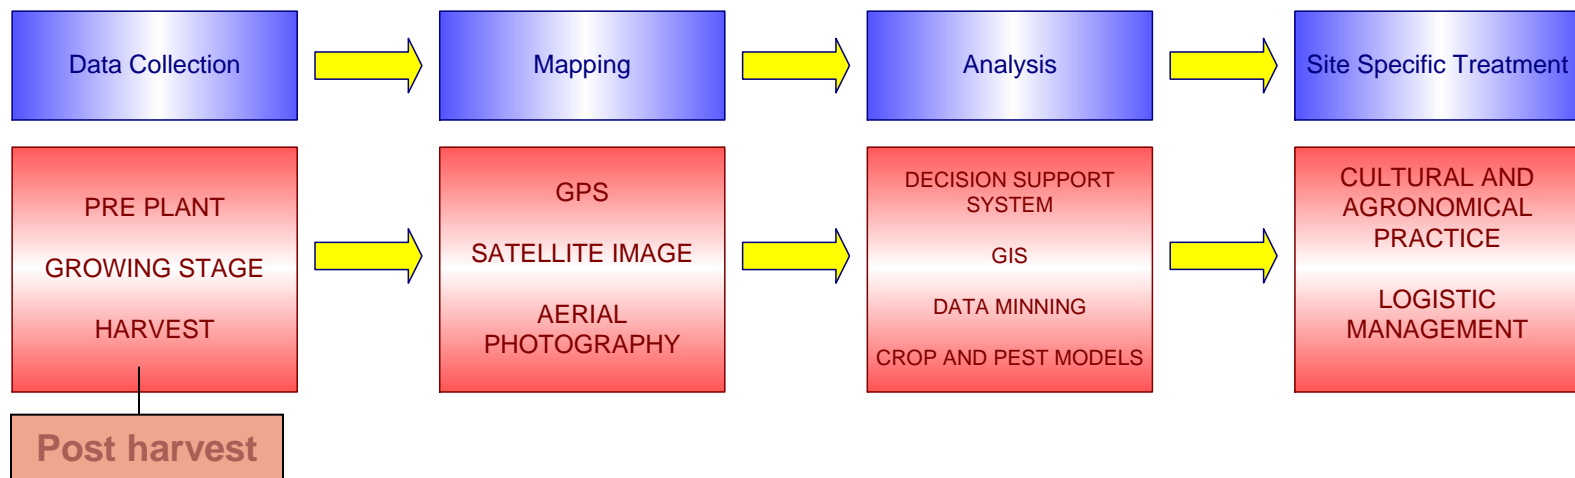 Data Collection
Mapping
Analysis
Site Specific Treatment
PRE PLANT
GROWING STAGE
HARVEST
GPS
SATELLITE IMAGE
AERIAL
PHOTOGRAPHY
DECISION SUPPORT
SYSTEM
GIS
DATA MINNING
CROP AND PEST MODELS
CULTURAL AND
AGRONOMICAL
PRACTICE
LOGISTIC
MANAGEMENT
Post harvest